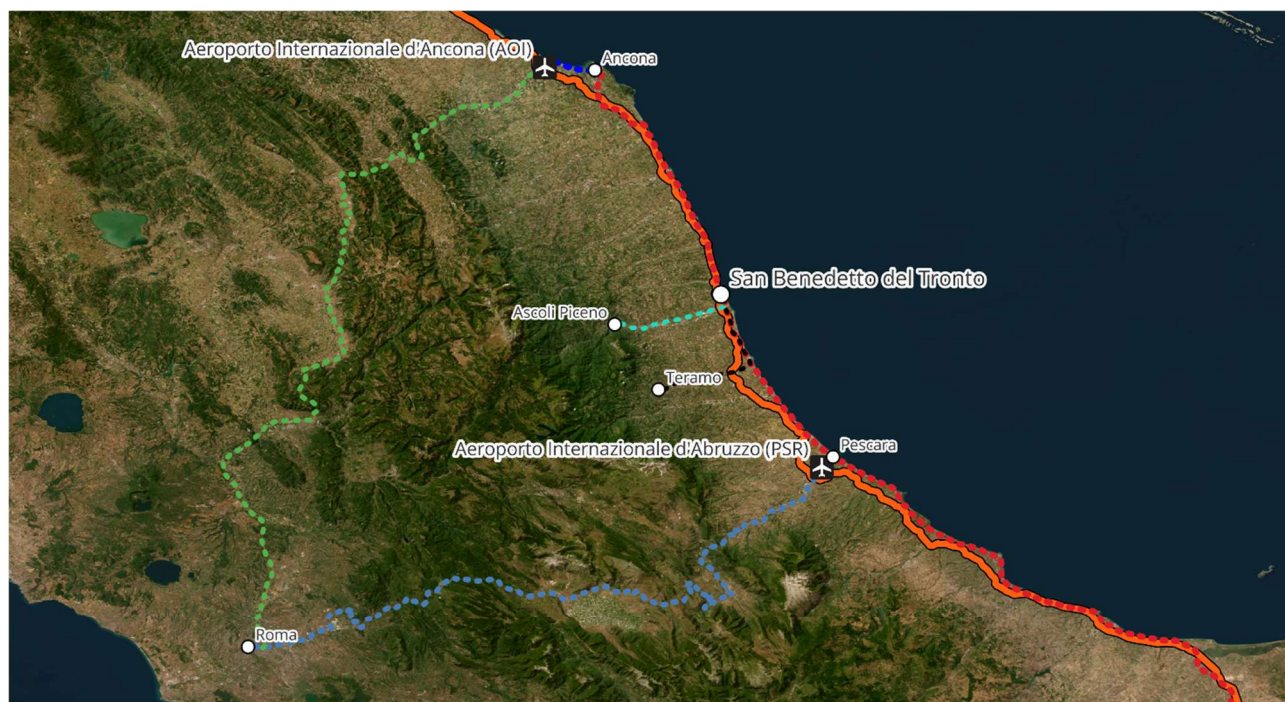 Aeroporto Internazionale d'Ancona (AOI)
Ancona
San Benedetto del Tronto
Ascoli Piceno
Teramo
Aeroporto Internazionale d'Abruzzo (PSR)
Pescara
Roma